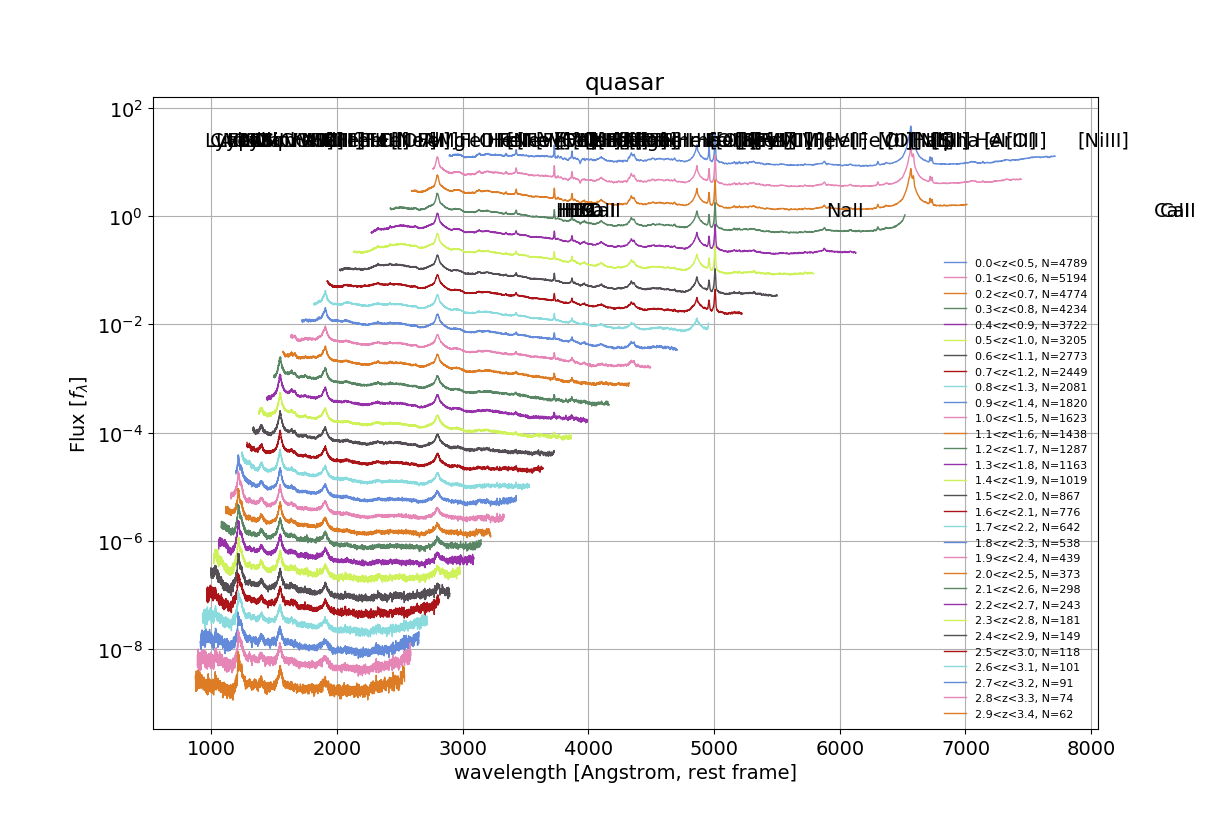 quasar
10²
[NiII]
10⁰
NaII
CaII
0.0<z<0.5, N=4789
0.1<z<0.6, N=5194
0.2<z<0.7, N=4774
0.3<z<0.8, N=4234
0.4<z<0.9, N=3722
0.5<z<1.0, N=3205
0.6<z<1.1, N=2773
0.7<z<1.2, N=2449
0.8<z<1.3, N=2081
0.9<z<1.4, N=1820
1.0<z<1.5, N=1623
1.1<z<1.6, N=1438
1.2<z<1.7, N=1287
1.3<z<1.8, N=1163
1.4<z<1.9, N=1019
1.5<z<2.0, N=867
1.6<z<2.1, N=776
1.7<z<2.2, N=642
1.8<z<2.3, N=538
1.9<z<2.4, N=439
2.0<z<2.5, N=373
2.1<z<2.6, N=298
2.2<z<2.7, N=243
2.3<z<2.8, N=181
2.4<z<2.9, N=149
2.5<z<3.0, N=118
2.6<z<3.1, N=101
2.7<z<3.2, N=91
2.8<z<3.3, N=74
2.9<z<3.4, N=62
10⁻²
10⁻⁴
10⁻⁶
10⁻⁸
Flux [fλ]
1000 2000 3000 4000 5000 6000 7000 8000
wavelength [Angstrom, rest frame]